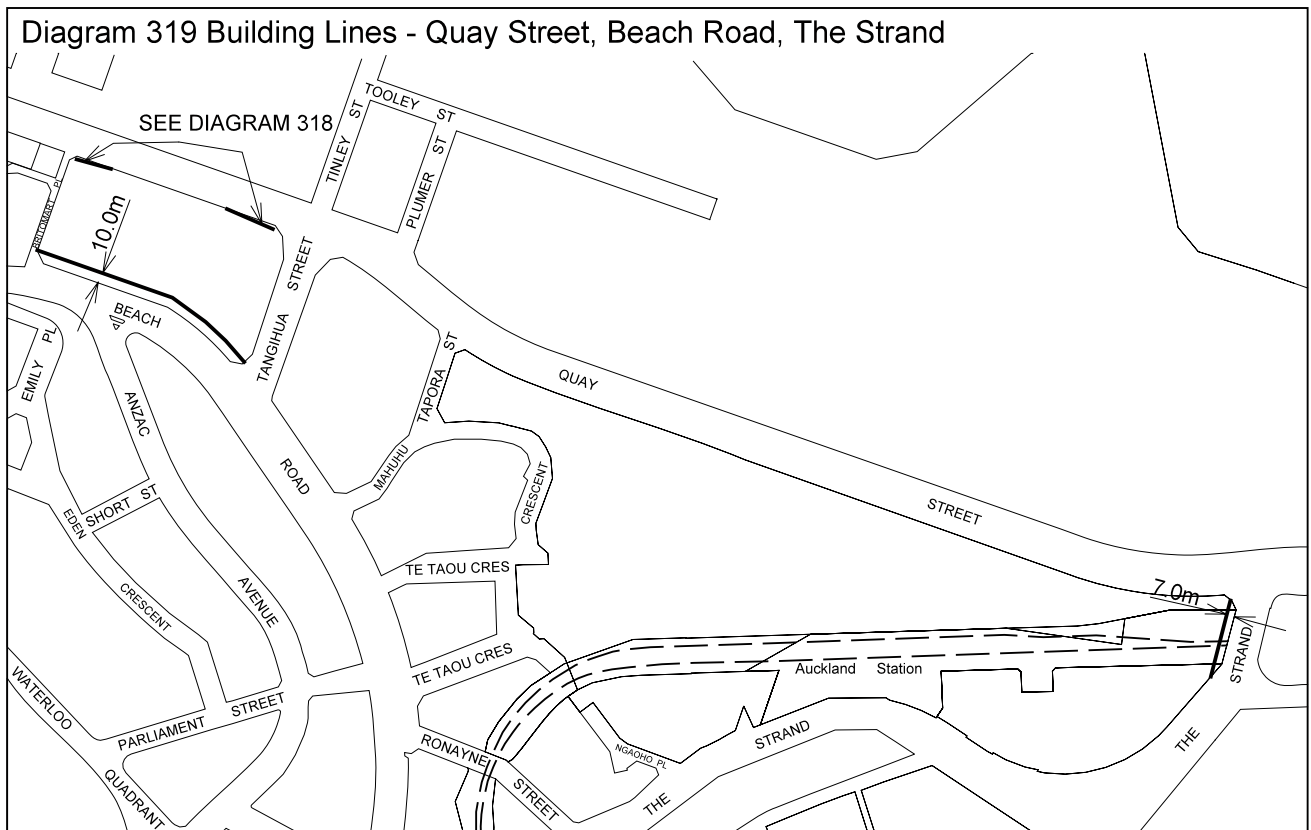 Diagram 319 Building Lines - Quay Street, Beach Road, The Strand
SEE DIAGRAM 318
TOOLEY ST
TINLEY ST
PLUMER ST
BRITOMART PL
10.0m
TANGIHUA STREET
BEACH
ROAD
EMILY PL
ANZAC
AVENUE
TAPORA ST
QUAY
STREET
MAHUHU
CRESCENT
SHORT ST
EDEN
CRESCENT
TE TAOU CRES
TE TAOU CRES
7.0m
STRAND
THE
Auckland Station
WATERLOO
QUADRANT
PARLIAMENT STREET
RONAYNE
STREET
NGAOHO PL
STRAND
THE